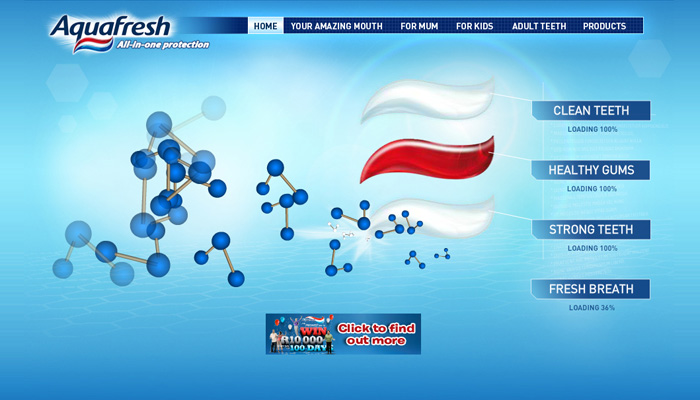 Aquafresh
All-in-one protection
HOME YOUR AMAZING MOUTH FOR MUM FOR KIDS ADULT TEETH PRODUCTS
CLEAN TEETH
LOADING 100%
HEALTHY GUMS
LOADING 100%
STRONG TEETH
LOADING 100%
FRESH BREATH
LOADING 36%
WIN
R10 000
100 DAYS
Click to find
out more